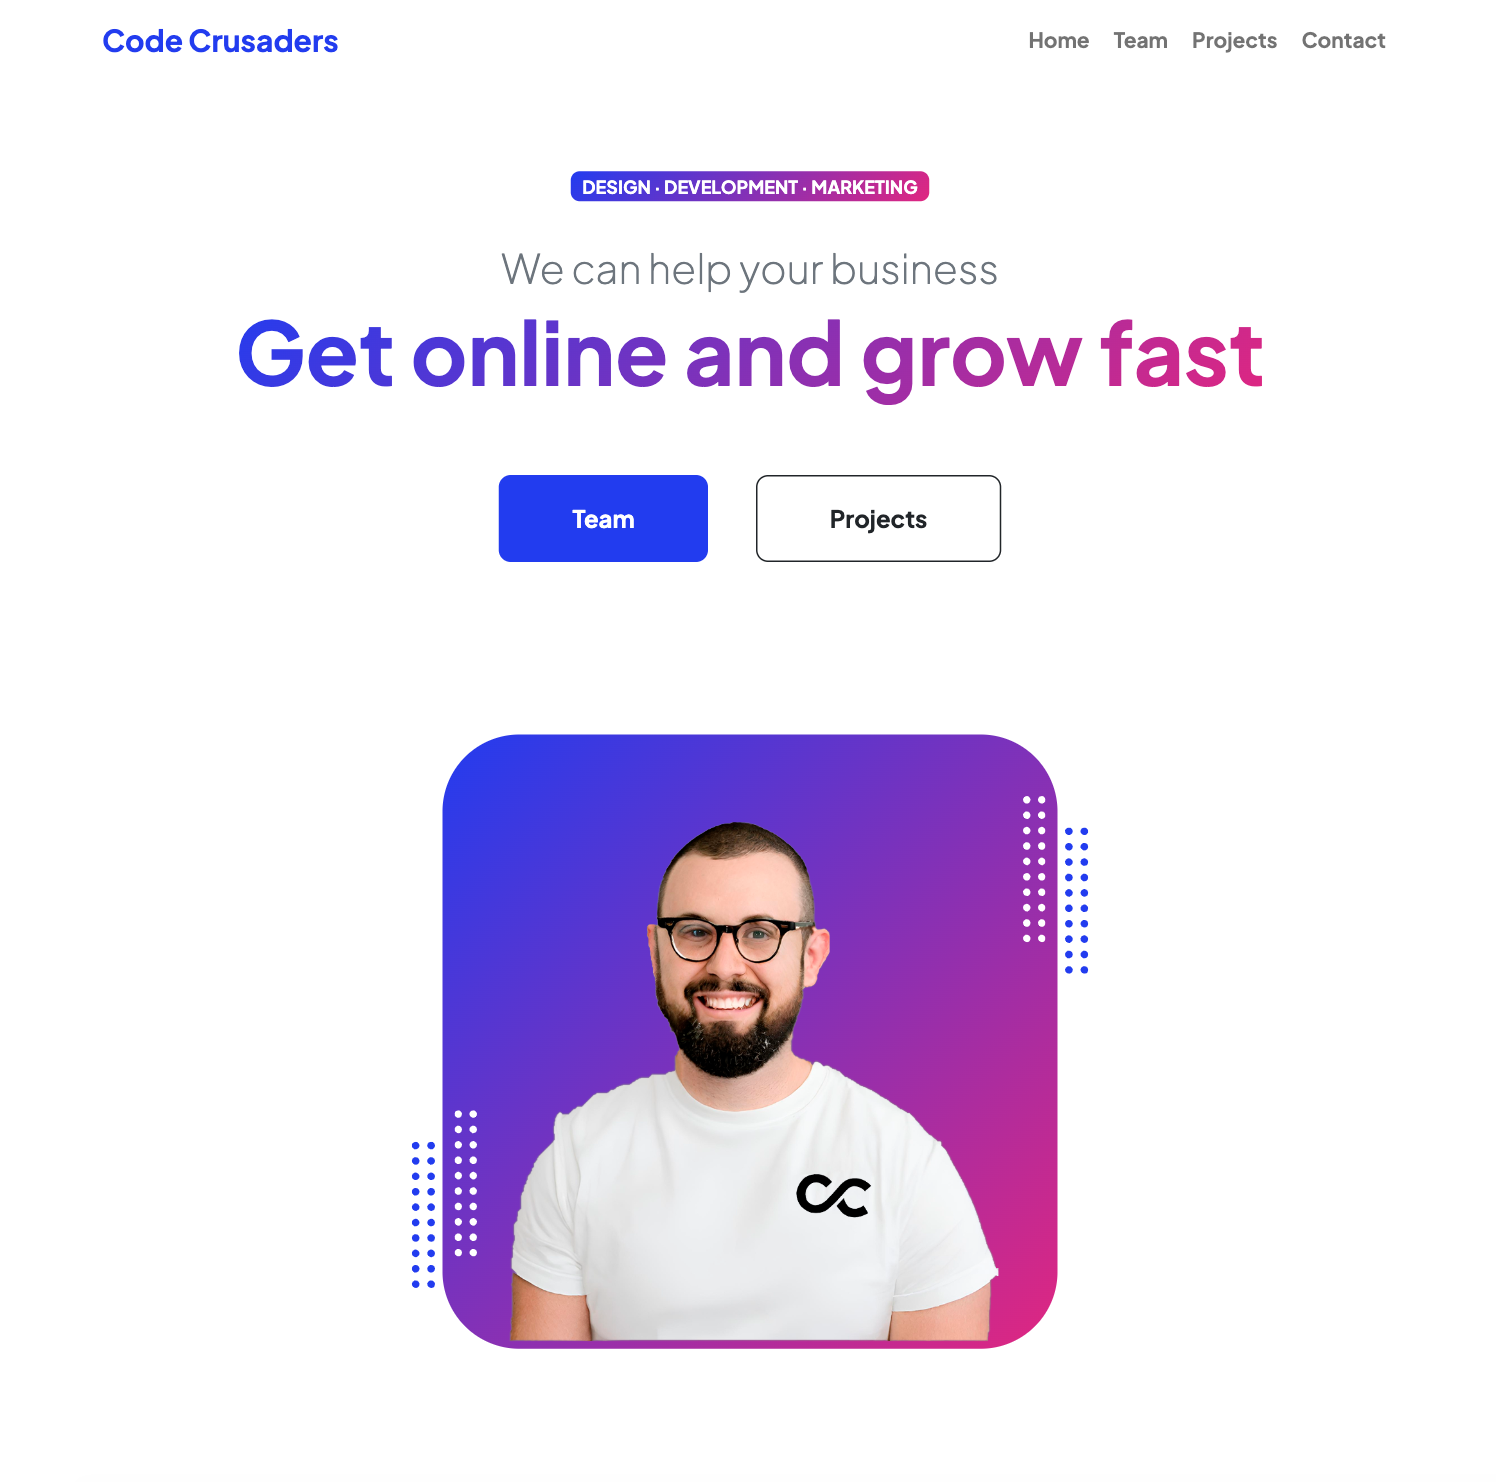 Code Crusaders
Home Team Projects Contact
DESIGN · DEVELOPMENT · MARKETING
We can help your business
Get online and grow fast
Team
Projects
CC